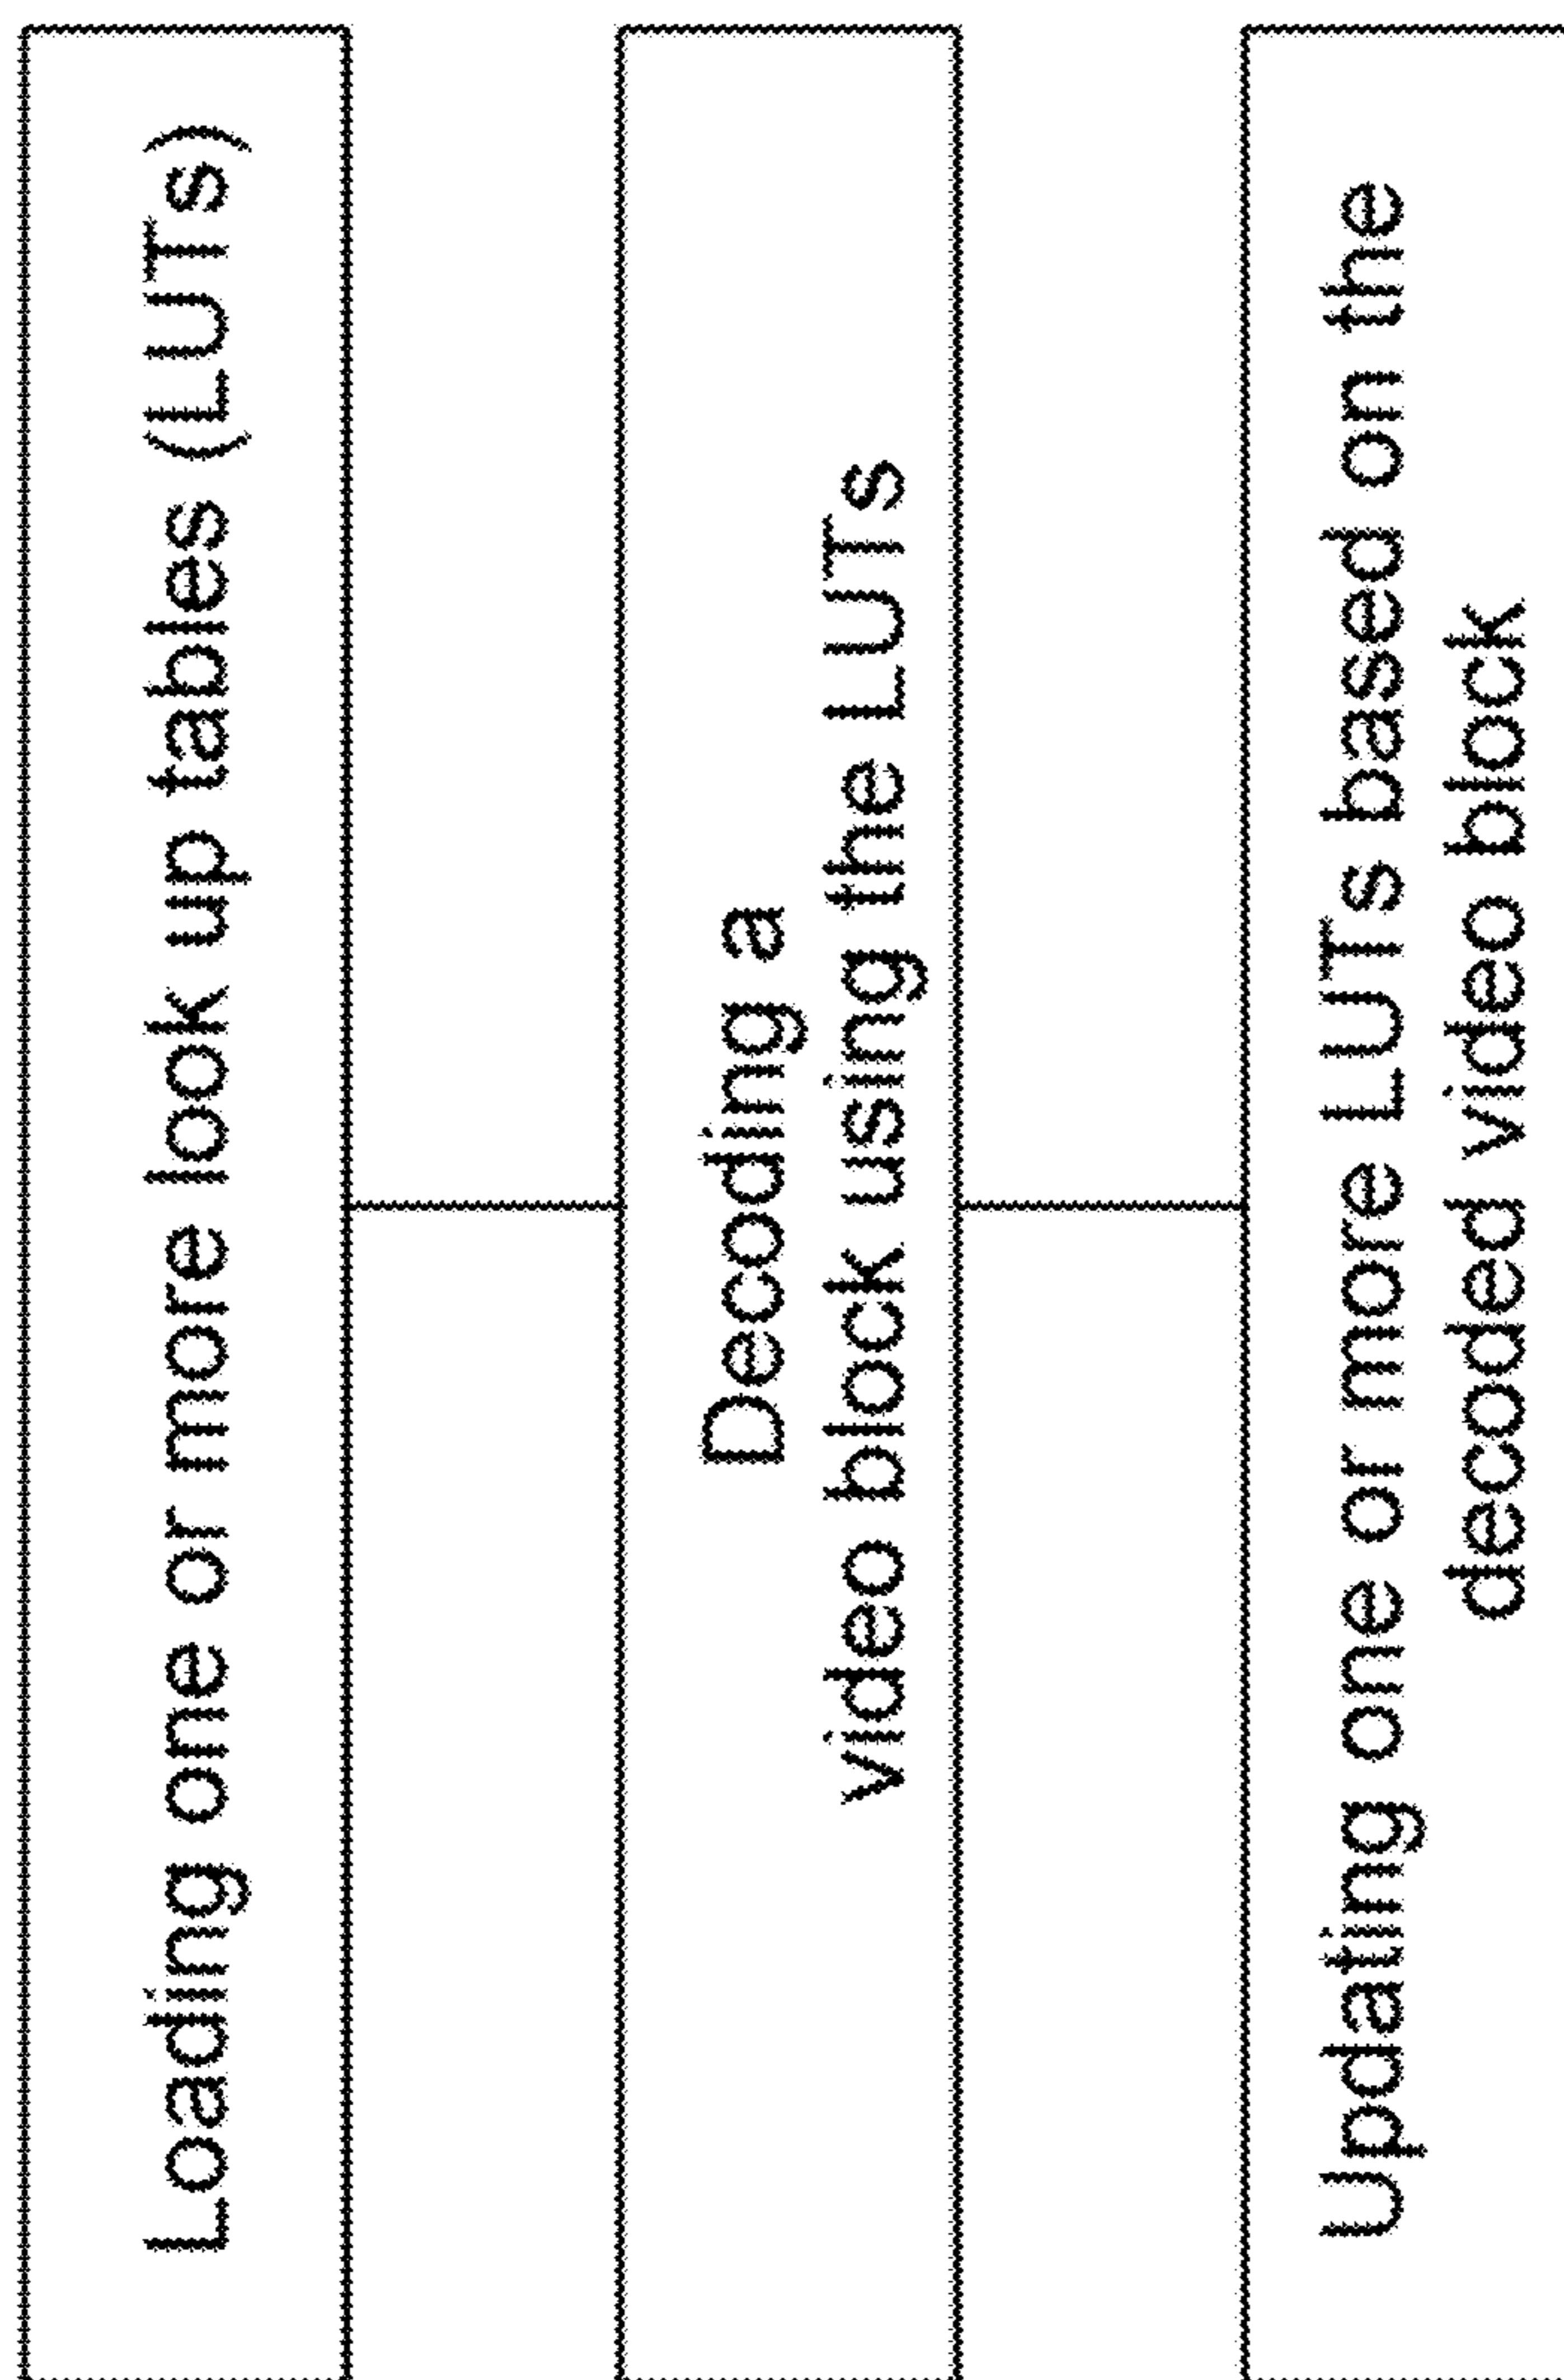 Loading one or more look up tables (LUTs)
Decoding a
video block using the LUTs
Updating one or more LUTs based on the
decoded video block